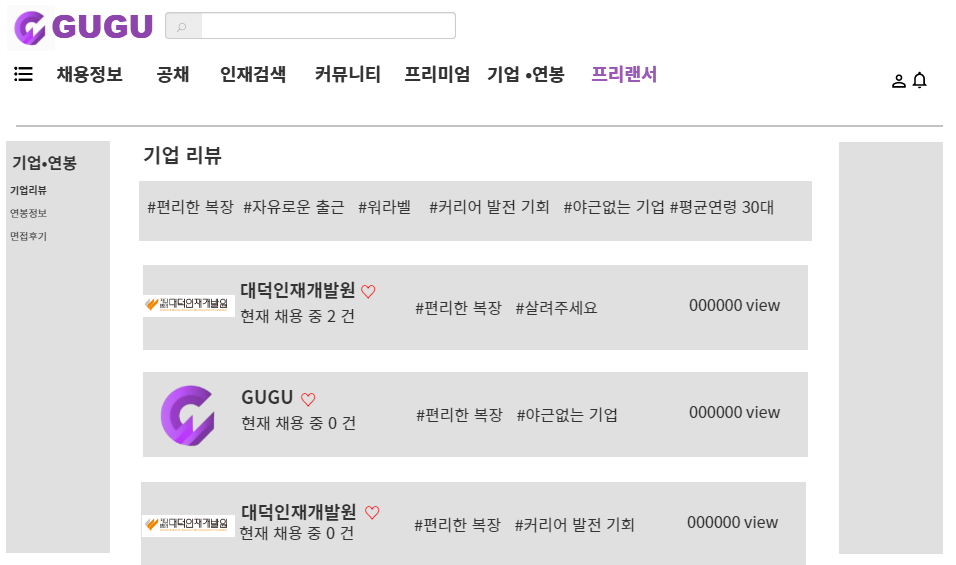 GUGU
채용정보 공채 인재검색 커뮤니티 프리미엄 기업 •연봉 프리랜서
기업•연봉
기업리뷰
연봉정보
면접후기
기업 리뷰
#편리한 복장 #자유로운 출근 #워라벨 #커리어 발전 기회 #야근없는 기업 #평균연령 30대
대덕인재개발원
대덕인재개발원 ♡
현재 채용 중 2 건
#편리한 복장 #살려주세요
000000 view
GUGU ♡
현재 채용 중 0 건
#편리한 복장 #야근없는 기업
000000 view
대덕인재개발원
대덕인재개발원 ♡
현재 채용 중 0 건
#편리한 복장 #커리어 발전 기회
000000 view